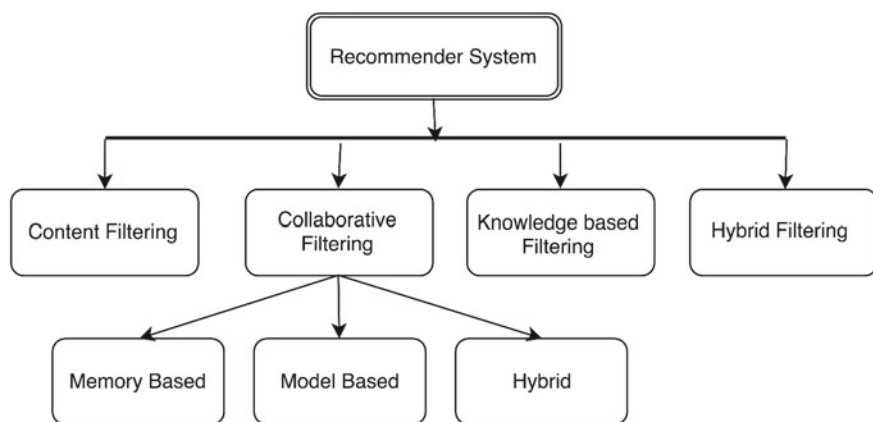 Recommender System
Content Filtering
Collaborative
Filtering
Knowledge based
Filtering
Hybrid Filtering
Memory Based
Model Based
Hybrid